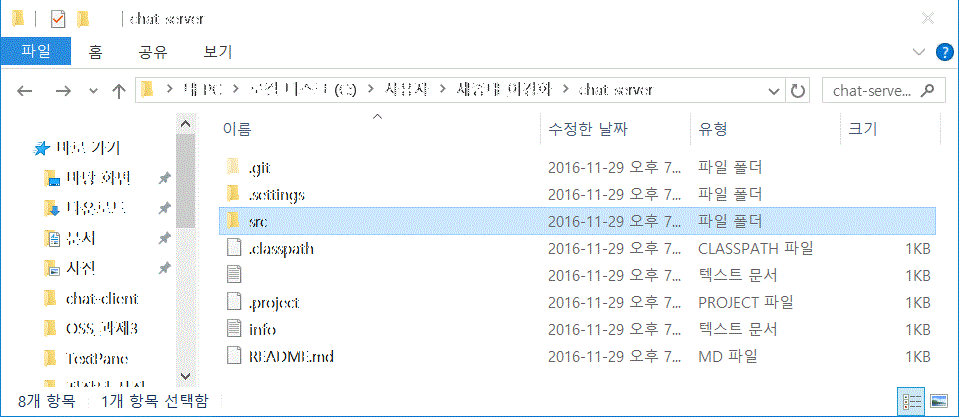 chat-server
파일 홈 공유 보기
내 PC 로컬 디스크 (C:) 사용자 chat-server chat-serve...
이름 수정한 날짜 유형 크기
바로 가기
바탕 화면
다운로드
문서
사진
chat-client
OSS_과제3
TextPane
.git 2016-11-29 오후 7... 파일 폴더
.settings 2016-11-29 오후 7... 파일 폴더
src 2016-11-29 오후 7... 파일 폴더
.classpath 2016-11-29 오후 7... CLASSPATH 파일 1KB
2016-11-29 오후 7... 텍스트 문서 1KB
.project 2016-11-29 오후 7... PROJECT 파일 1KB
info 2016-11-29 오후 7... 텍스트 문서 1KB
README.md 2016-11-29 오후 7... MD 파일 1KB
8개 항목 1개 항목 선택함